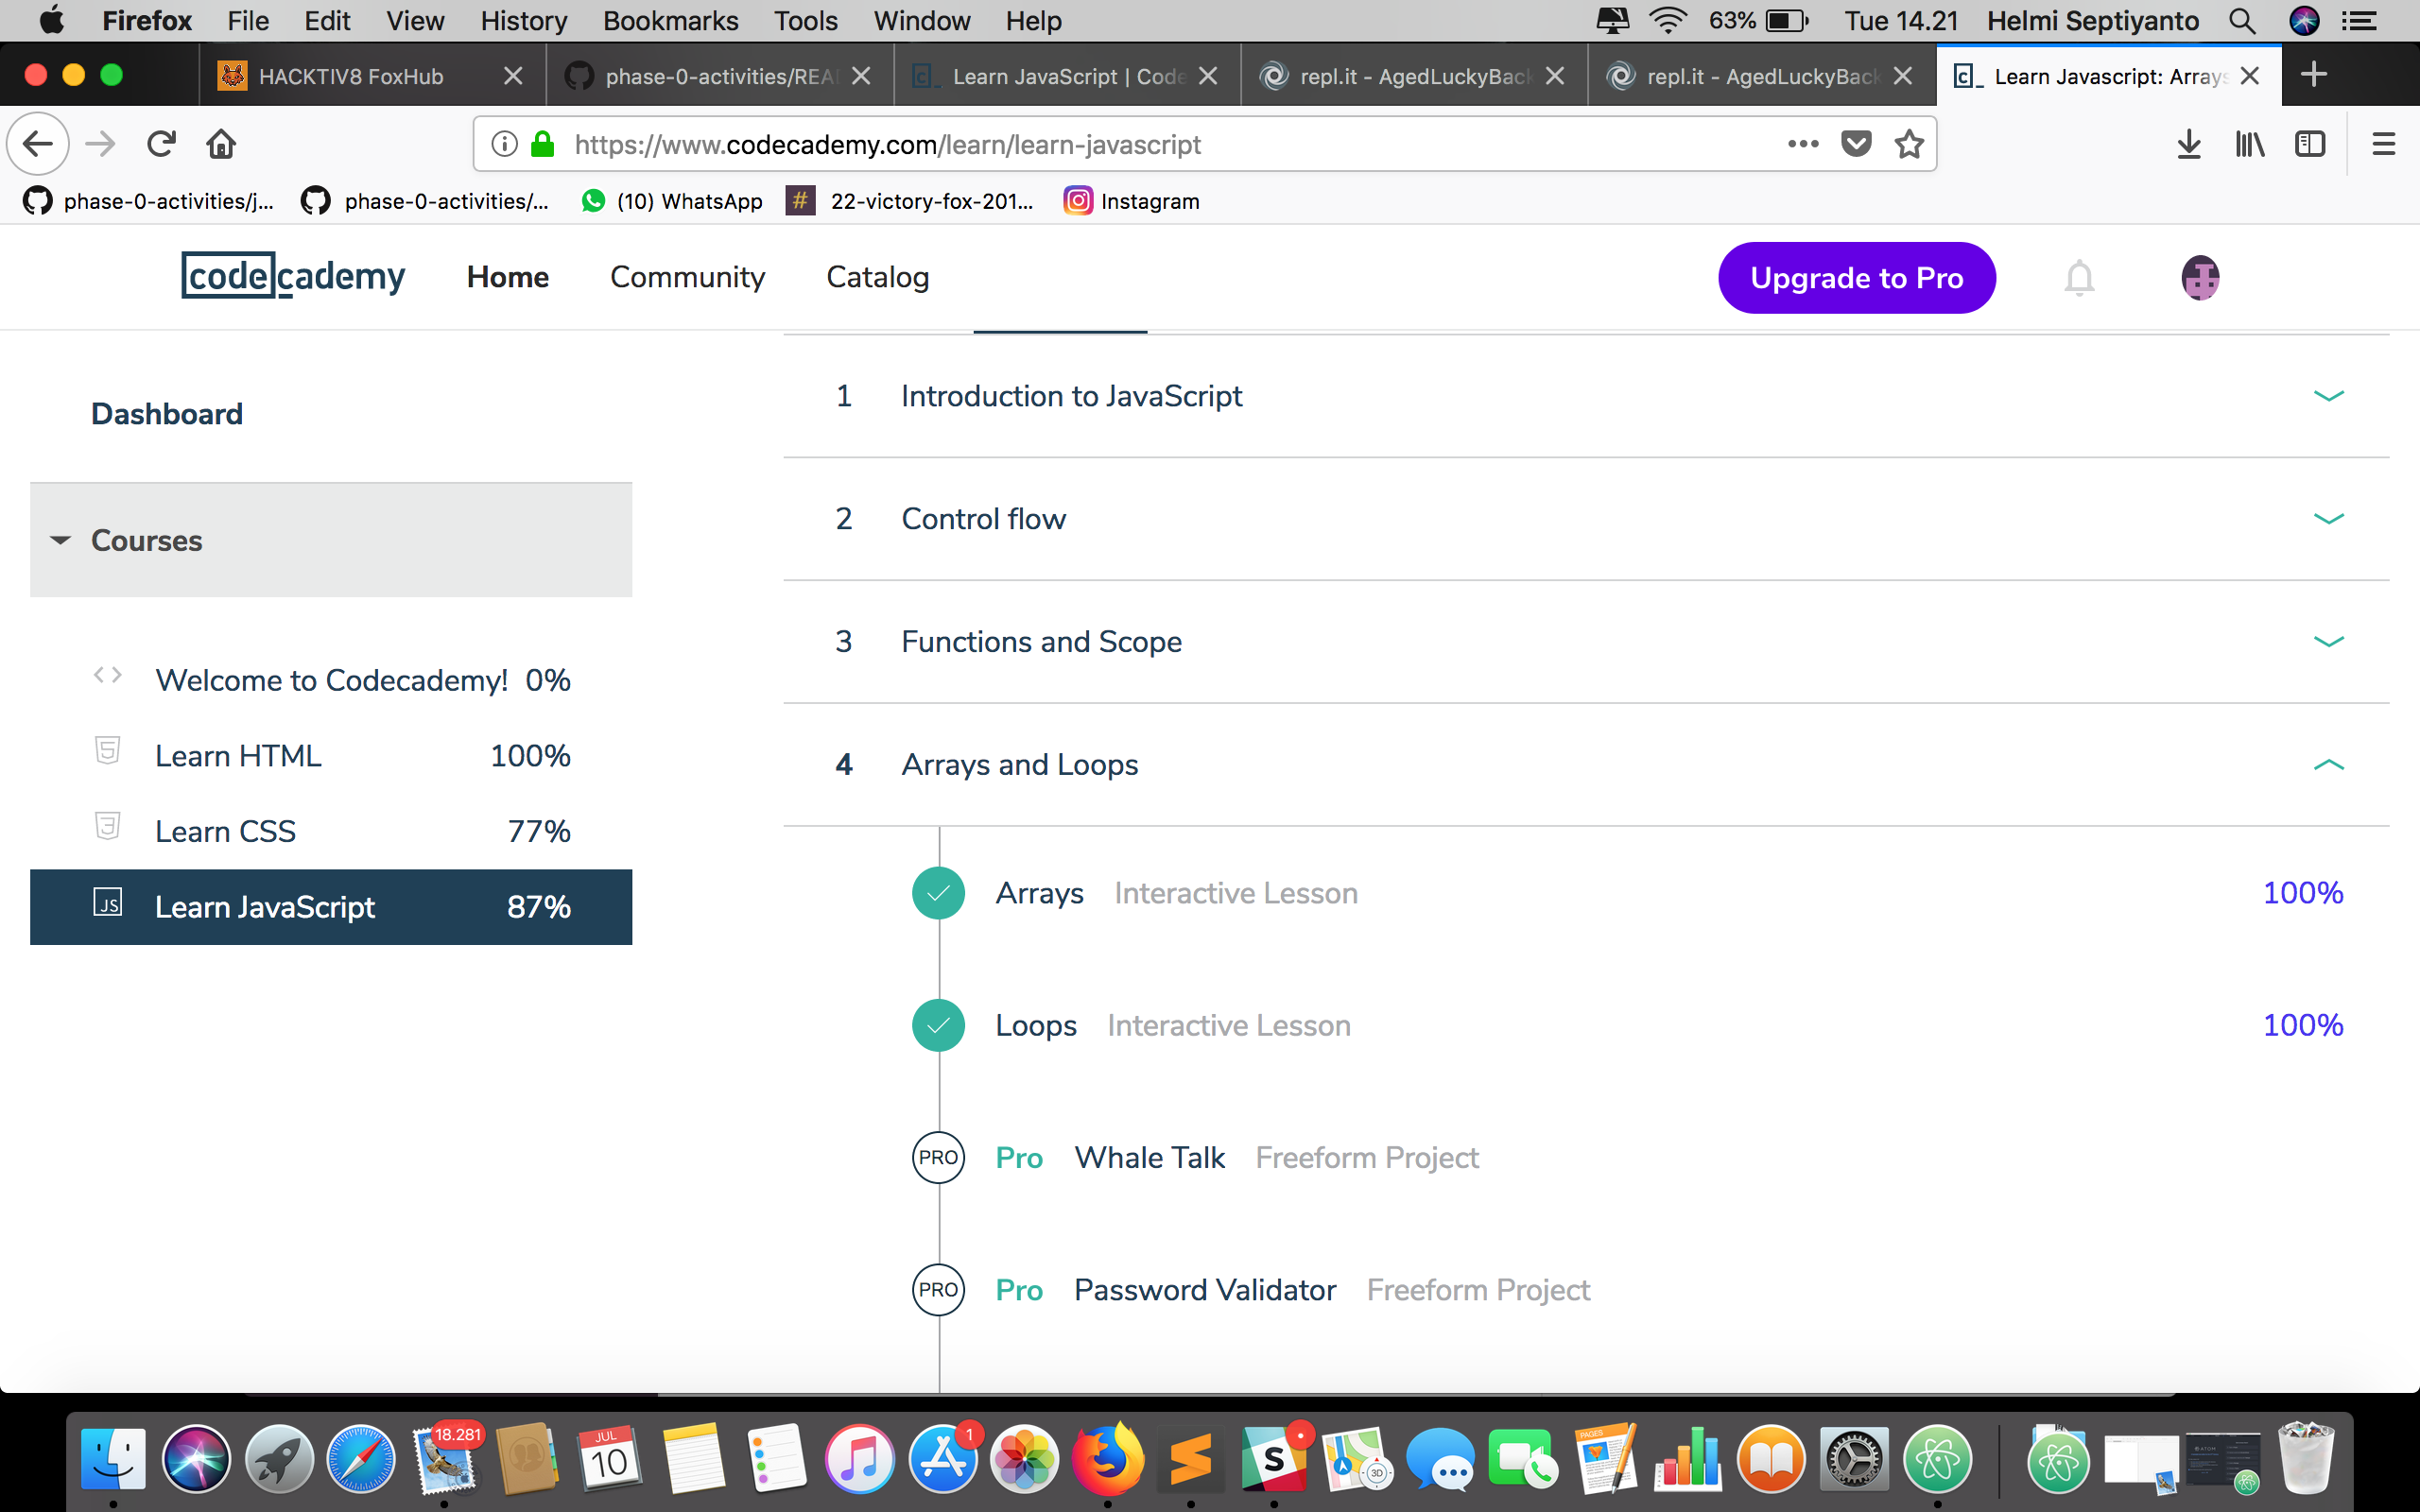 Firefox File Edit View History Bookmarks Tools Window Help 63% Tue 14.21 Helmi Septiyanto
HACKTIV8 FoxHub phase-0-activities/REA Learn JavaScript | Code repl.it - AgedLuckyBack repl.it - AgedLuckyBack Learn Javascript: Arrays
https://www.codecademy.com/learn/learn-javascript
phase-0-activities/j... phase-0-activities/... (10) WhatsApp # 22-victory-fox-201... Instagram
codecademy Home Community Catalog Upgrade to Pro
Dashboard
Courses
Welcome to Codecademy! 0%
Learn HTML 100%
Learn CSS 77%
JS Learn JavaScript 87%
1 Introduction to JavaScript
2 Control flow
3 Functions and Scope
4 Arrays and Loops
Arrays Interactive Lesson 100%
Loops Interactive Lesson 100%
PRO Pro Whale Talk Freeform Project
PRO Pro Password Validator Freeform Project
18.281 JUL 10 1 S 3D PAGES